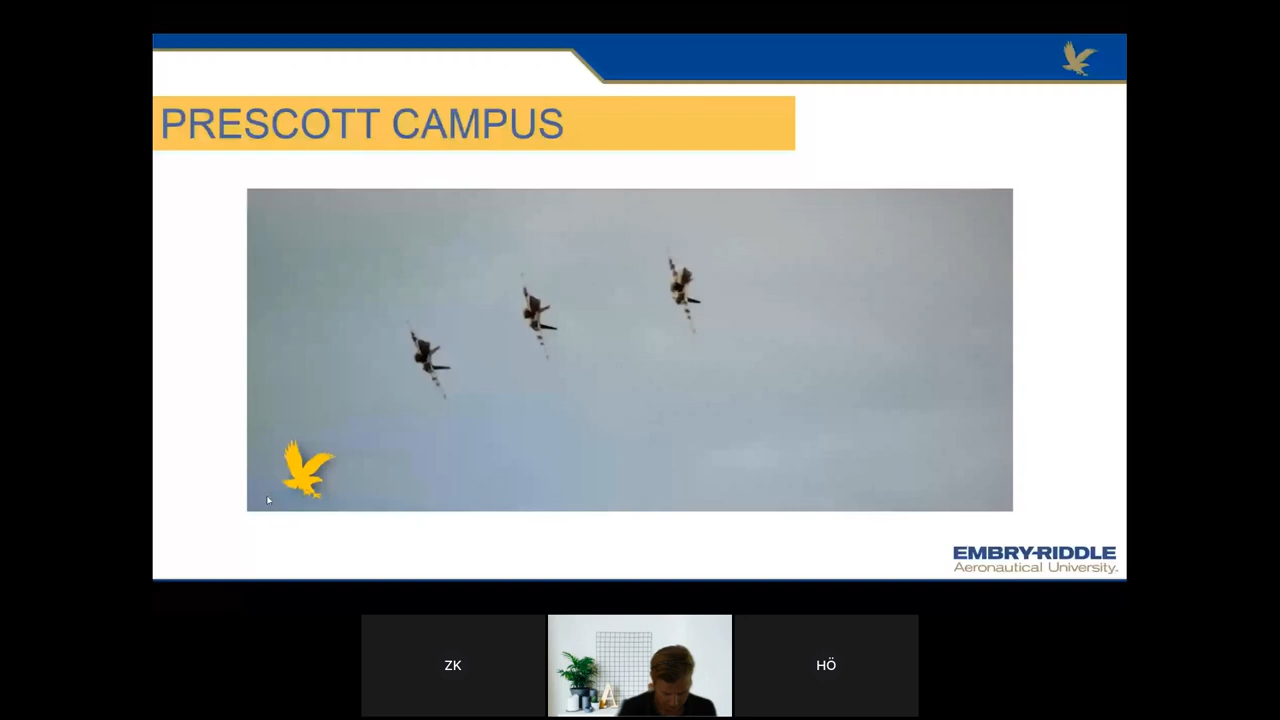 PRESCOTT CAMPUS
EMBRY-RIDDLE
Aeronautical University.
ZK
A
HÖ